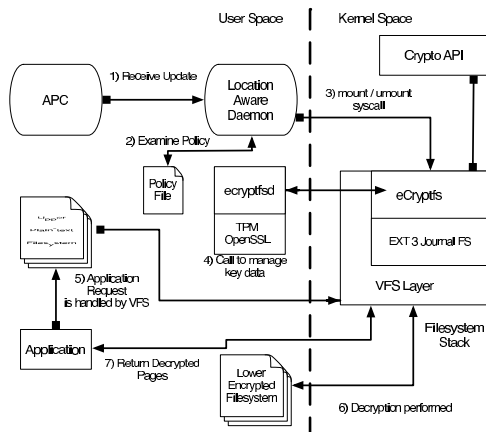 User Space
Kernel Space
Crypto API
1) Receive Update
APC
Location
Aware
Daemon
3) mount / umount
syscall
2) Examine Policy
Policy
File
ecryptfsd
eCryptfs
TPM
OpenSSL
EXT 3 Journal FS
Upper
Plaintext
Filesystem
4) Call to manage
key data
VFS Layer
5) Application
Request
is handled by VFS
Filesystem
Stack
Application
7) Return Decrypted
Pages
Lower
Encrypted
Filesystem
6) Decryption performed